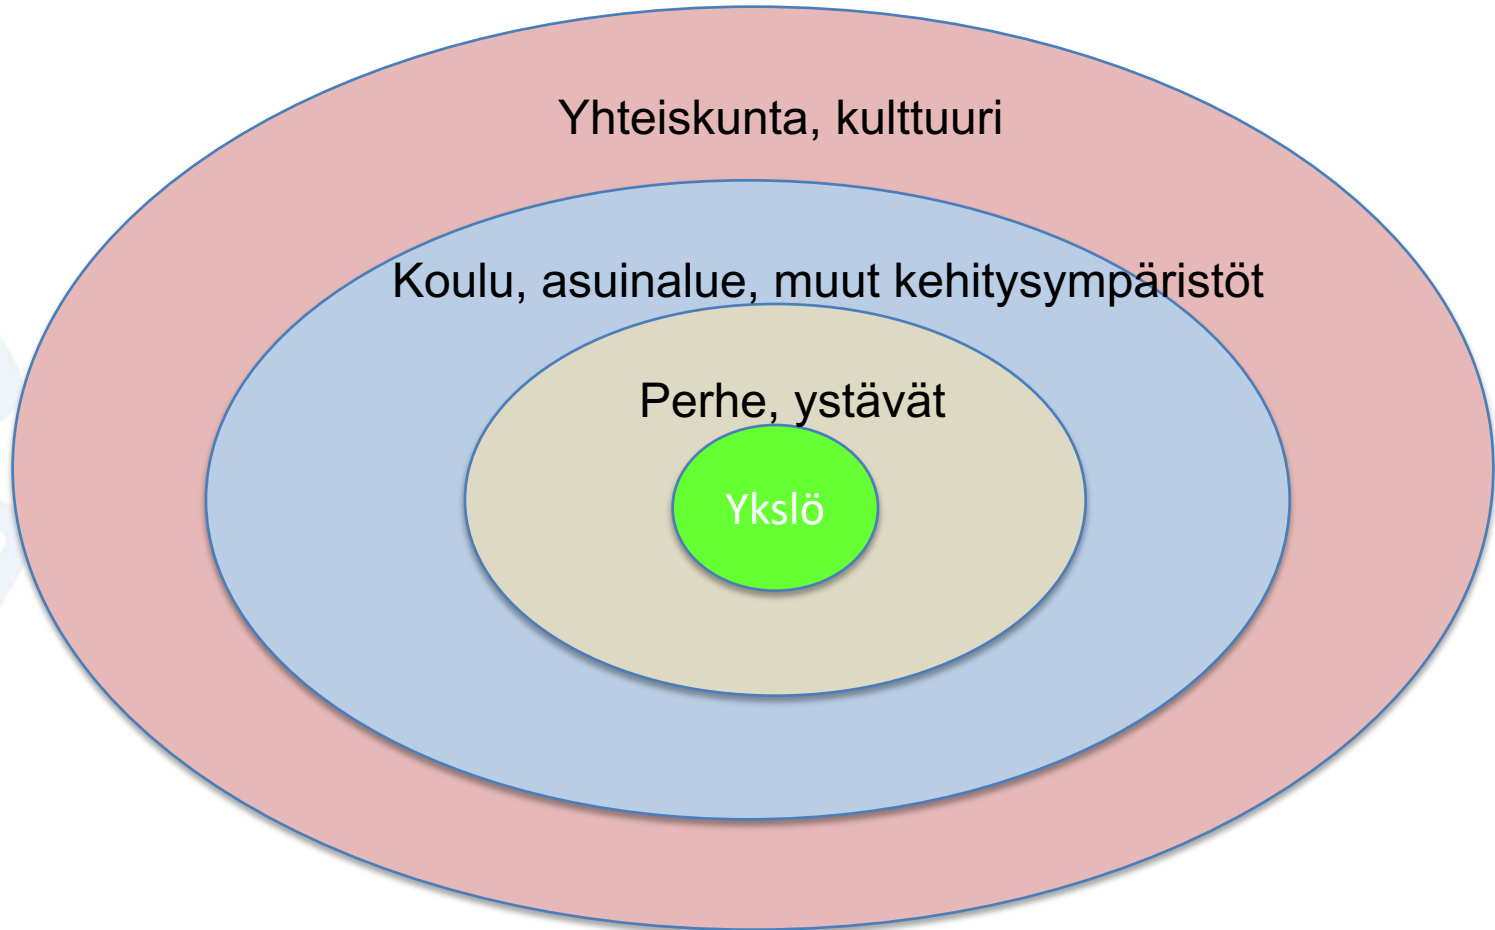 Yhteiskunta, kulttuuri
Koulu, asuinalue, muut kehitysympäristöt
Perhe, ystävät
Ykslö